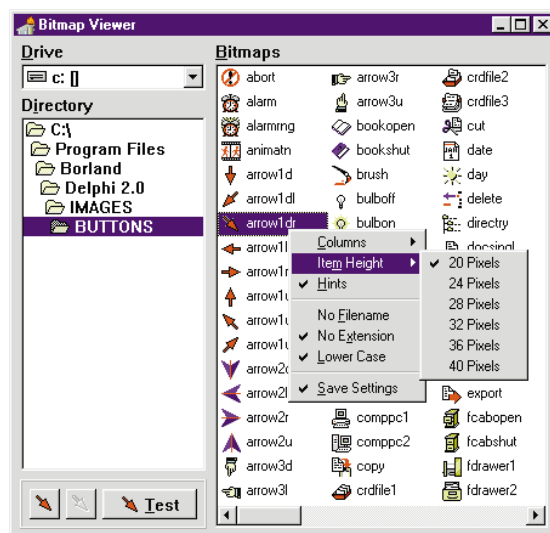 Bitmap Viewer
Drive
c: []
Directory
C:\
Program Files
Borland
Delphi 2.0
IMAGES
BUTTONS
Test
Bitmaps
abort
alarm
alarmrng
animatn
arrow1d
arrow1dl
arrow1dr
arrow1l
arrow1r
arrow1u
arrow1u
arrow1u
arrow2l
arrow2r
arrow2u
arrow3d
arrow3l
arrow3r
arrow3u
bookopen
bookshut
brush
bulboff
bulbon
comppc1
comppc2
copy
crdfile1
crdfile2
crdfile3
cut
date
day
delete
directry
docsingl
export
fcabopen
fcabshut
fdrawer1
fdrawer2
Columns
Item Height
Hints
No Filename
No Extension
Lower Case
Save Settings
20 Pixels
24 Pixels
28 Pixels
32 Pixels
36 Pixels
40 Pixels